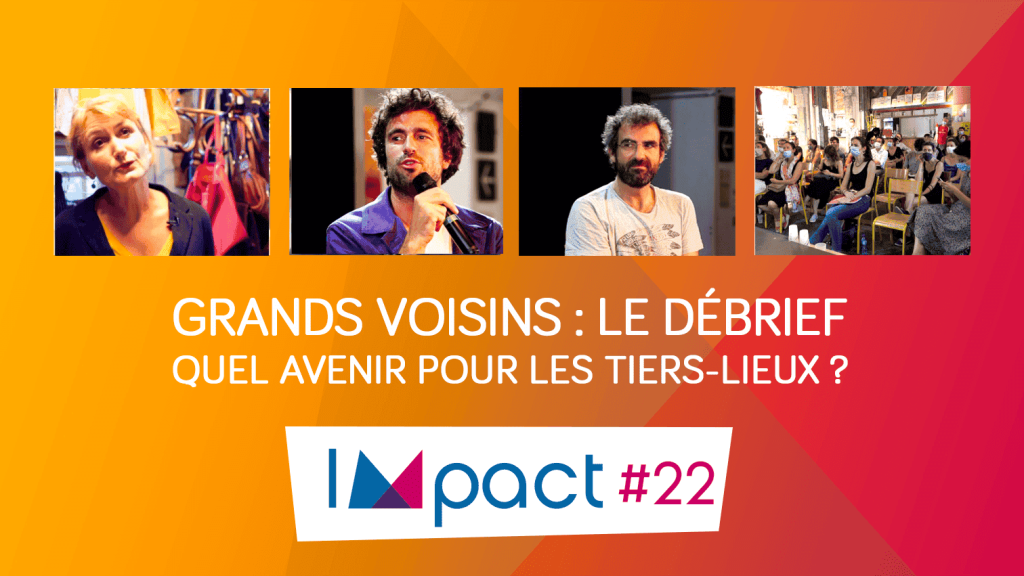 GRANDS VOISINS : LE DÉBRIEF
QUEL AVENIR POUR LES TIERS-LIEUX ?
IMpact #22